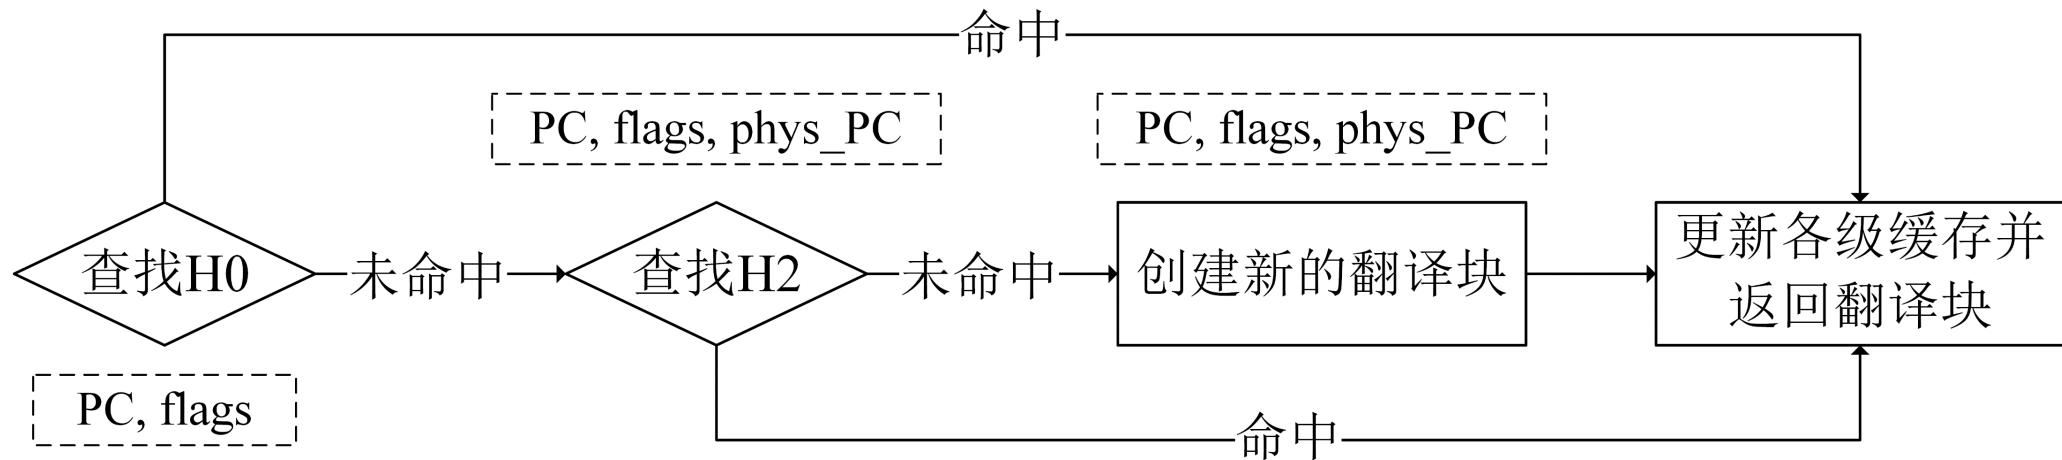 命中
PC, flags, phys_PC
PC, flags, phys_PC
查找H0
未命中
查找H2
未命中
创建新的翻译块
更新各级缓存并
返回翻译块
PC, flags
命中